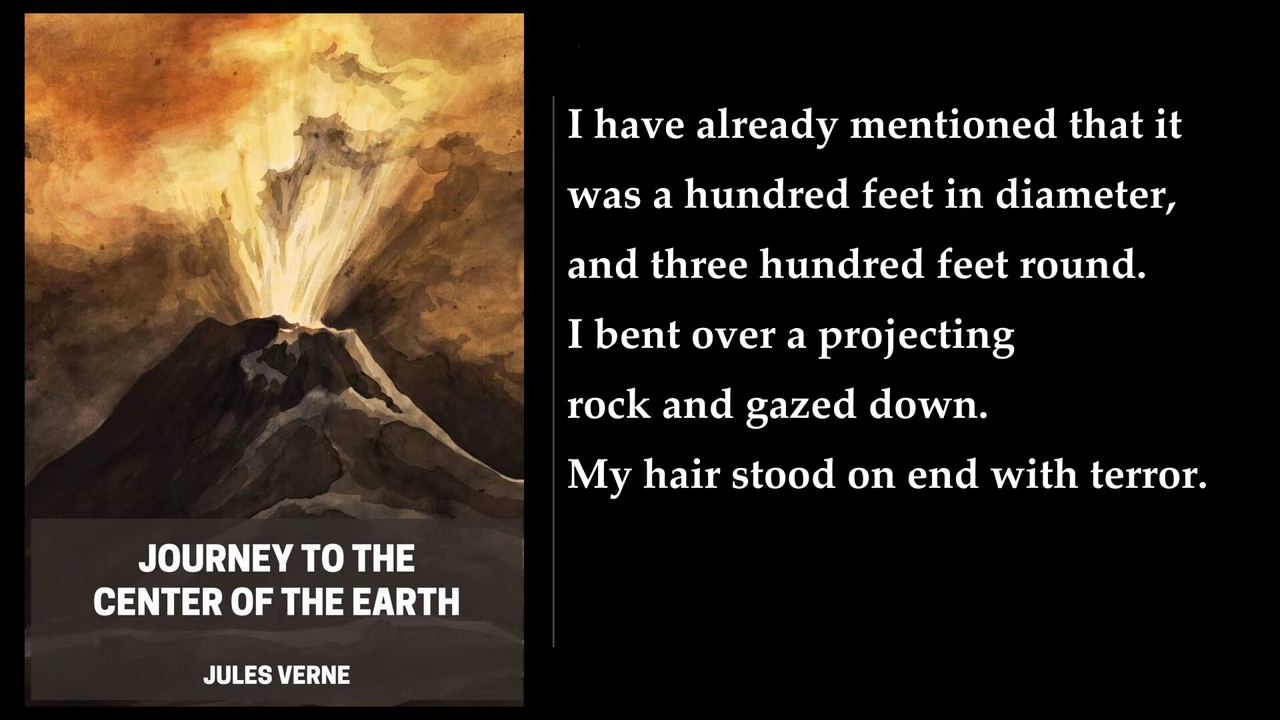 JOURNEY TO THE
CENTER OF THE EARTH
JULES VERNE
I have already mentioned that it
was a hundred feet in diameter,
and three hundred feet round.
I bent over a projecting
rock and gazed down.
My hair stood on end with terror.